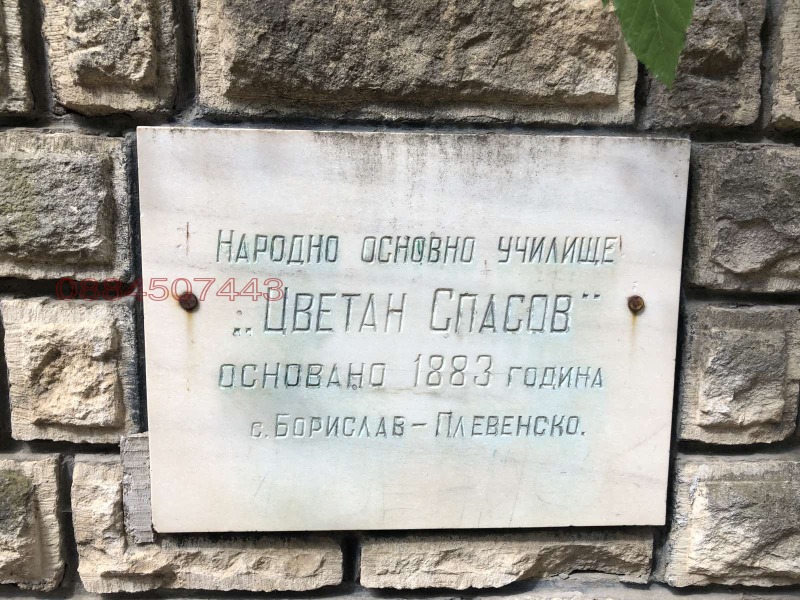 Народно основно училище
0884507443
„Цветан Спасов"
основано 1883 година
с. Борислав - Плевенско.